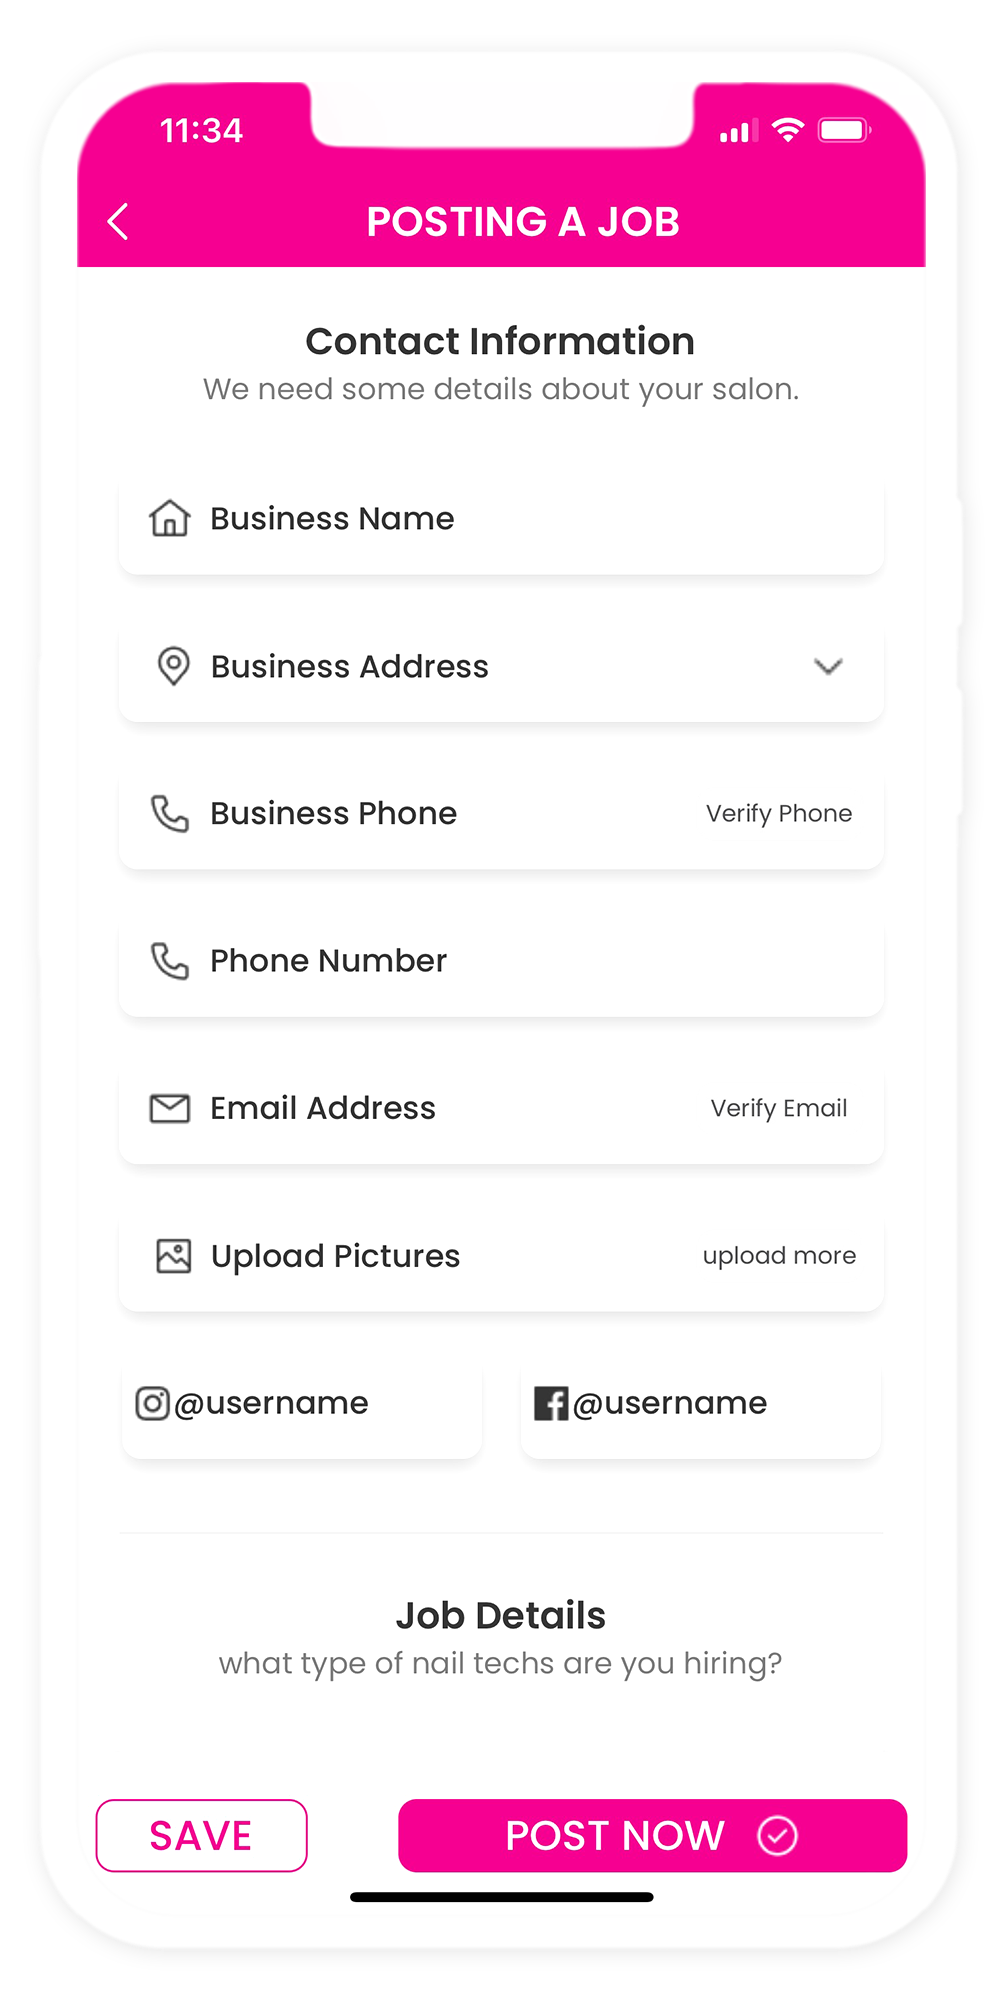 11:34
POSTING A JOB
Contact Information
We need some details about your salon.
Business Name
Business Address
Business Phone Verify Phone
Phone Number
Email Address Verify Email
Upload Pictures upload more
@username @username
Job Details
what type of nail techs are you hiring?
SAVE POST NOW